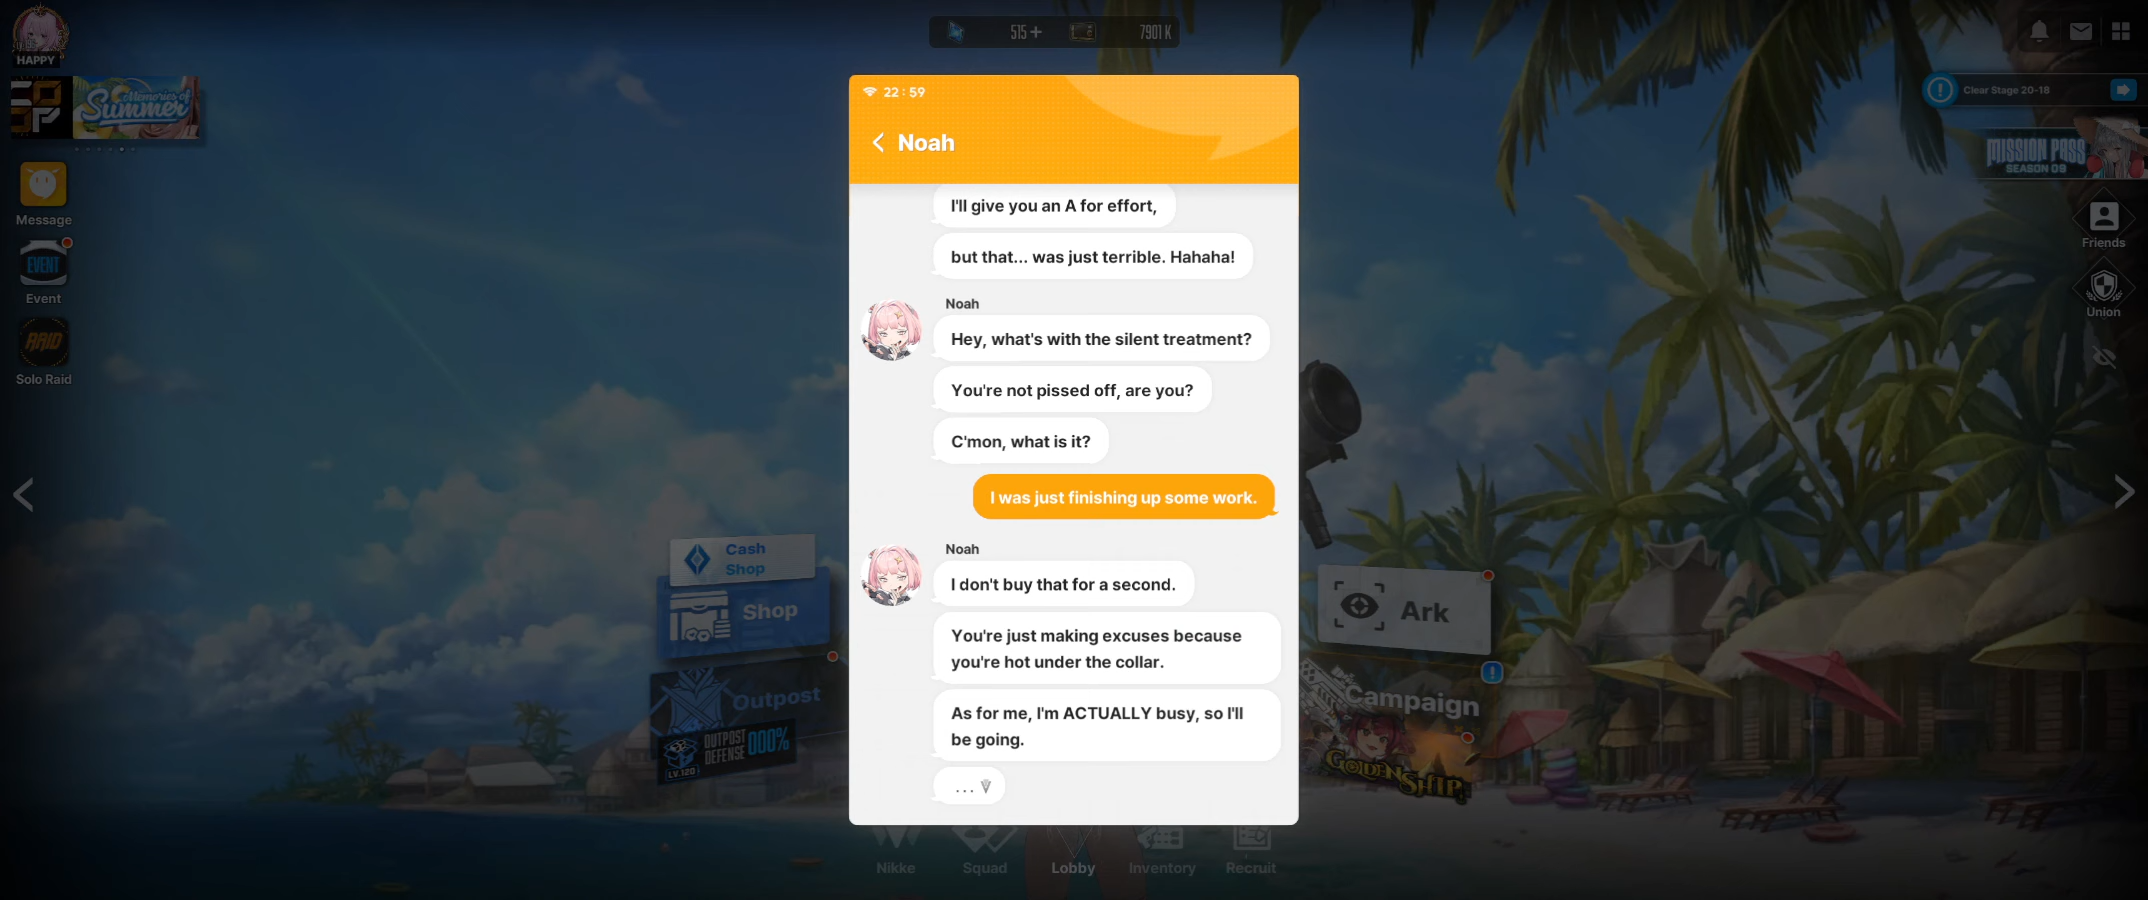 HAPPY
515
7901 K
Memories of
Summer
Message
EVENT
Event
RAID
Solo Raid
22 : 59
Noah
I'll give you an A for effort,
but that... was just terrible. Hahaha!
Noah
Hey, what's with the silent treatment?
You're not pissed off, are you?
C'mon, what is it?
I was just finishing up some work.
Noah
I don't buy that for a second.
You're just making excuses because
you're hot under the collar.
As for me, I'm ACTUALLY busy, so I'll
be going.
...
Clear Stage 20-18
MISSION PASS
SEASON 09
Friends
Union
Cash
Shop
Shop
Outpost
OUTPOST
DEFENSE 000%
LV.120
Ark
Campaign
GOLDEN SHIP
Nikke
Squad
Lobby
Inventory
Recruit